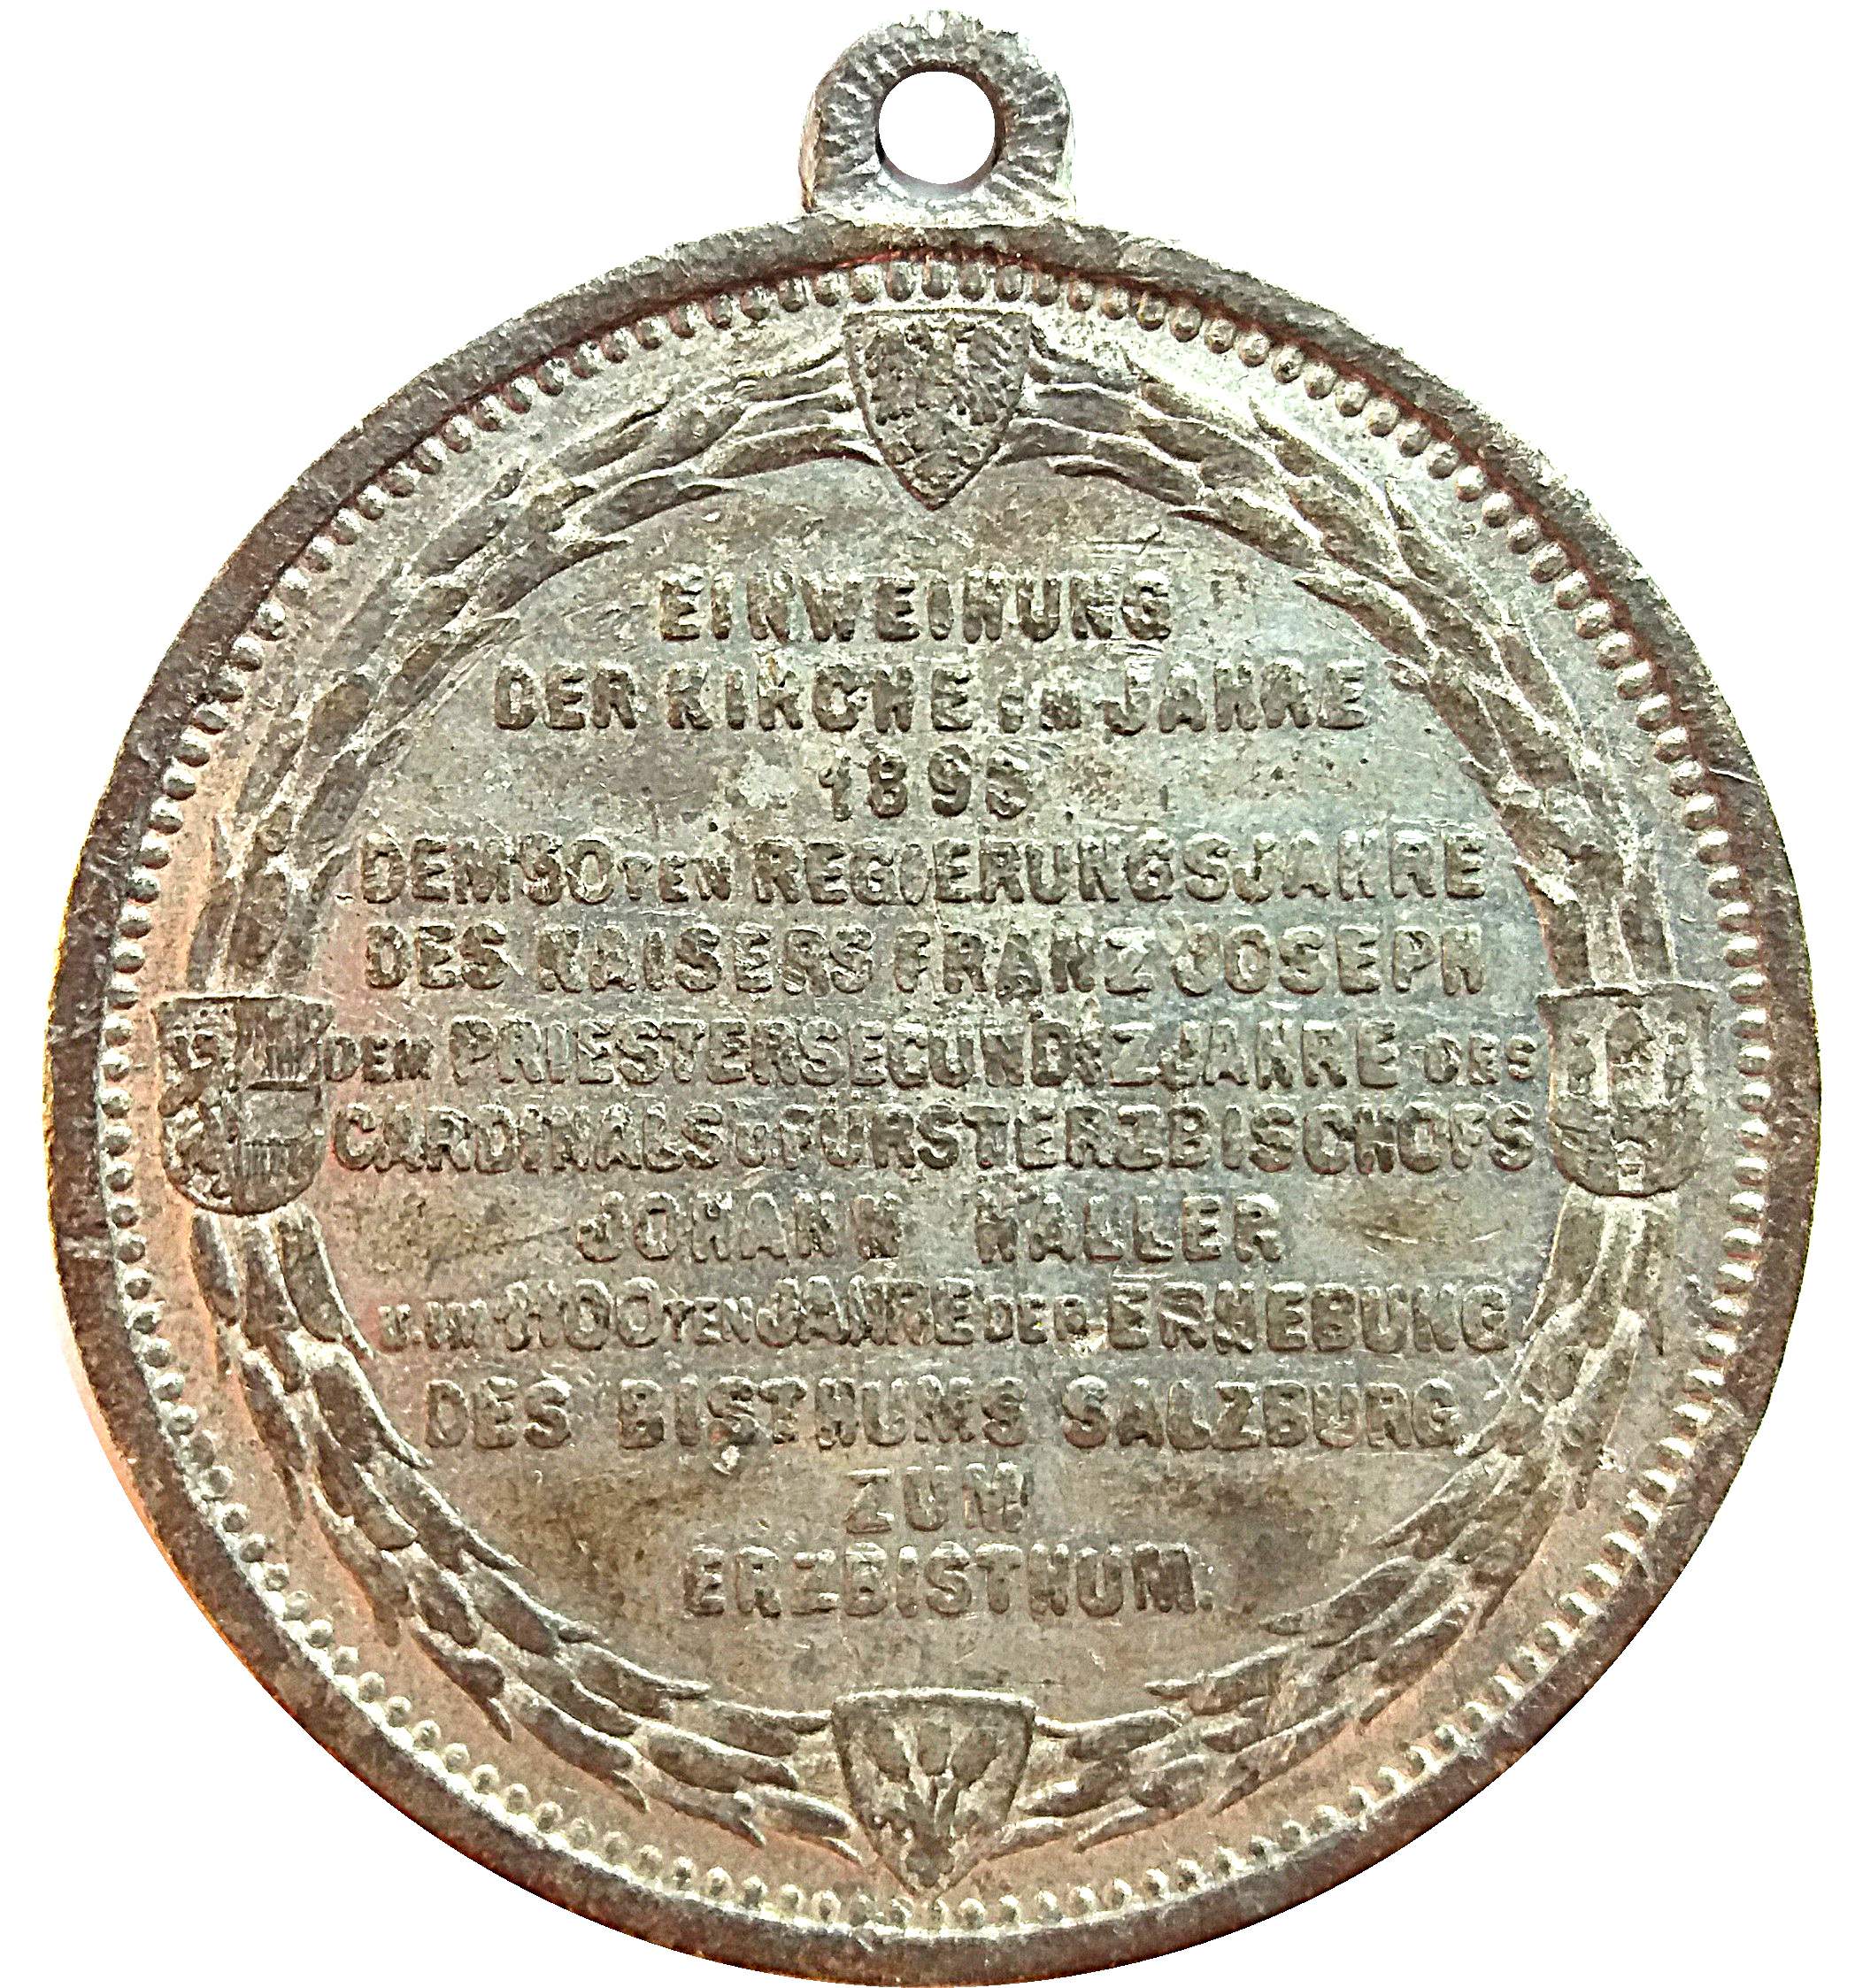 EINWEIHUNG
DER KIRCHE IM JAHRE
1898
DEM 50TEN REGIERUNGSJAHRE
DES KAISERS FRANZ JOSEPH
DEM PRIESTERSECUNDIZJAHRE DES
CARDINALS U FÜRSTERZBISCHOFS
JOHANN HALLER
U. IM 1100TEN JAHRE DER ERHEBUNG
DES BISTHUMS SALZBURG
ZUM
ERZBISTHUM.